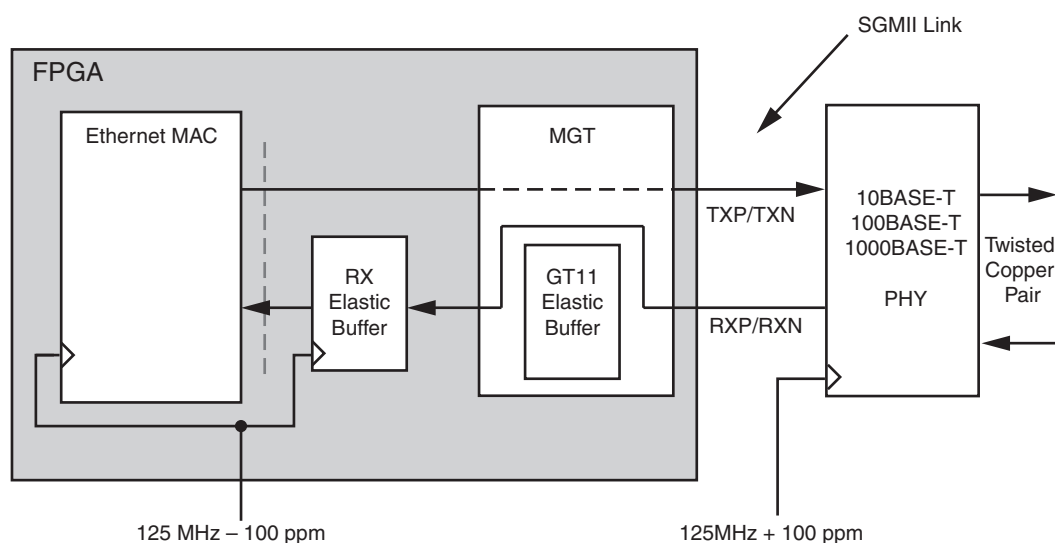 SGMII Link
FPGA
Ethernet MAC
MGT
TXP/TXN
10BASE-T
100BASE-T
1000BASE-T
PHY
Twisted
Copper
Pair
RX
Elastic
Buffer
GT11
Elastic
Buffer
RXP/RXN
125 MHz – 100 ppm
125MHz + 100 ppm